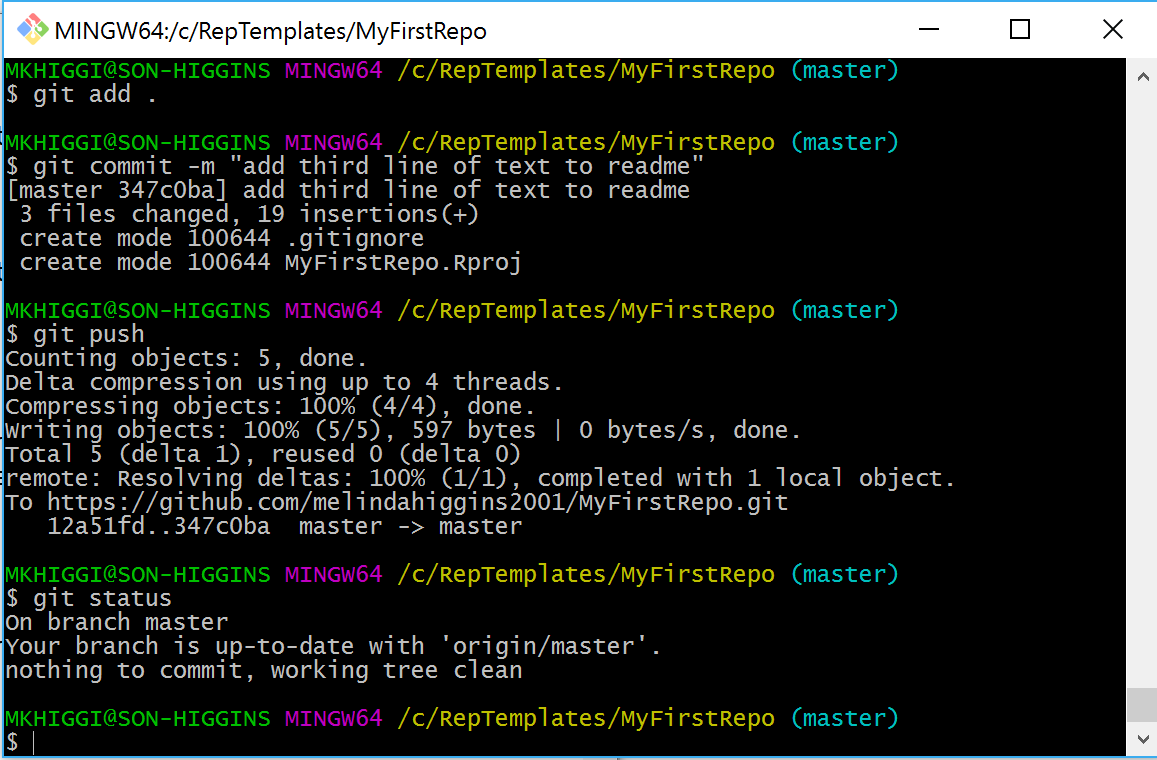 MINGW64:/c/RepTemplates/MyFirstRepo
MKHIGGI@SON-HIGGINS MINGW64 /c/RepTemplates/MyFirstRepo (master)
$ git add .
MKHIGGI@SON-HIGGINS MINGW64 /c/RepTemplates/MyFirstRepo (master)
$ git commit -m "add third line of text to readme"
[master 347c0ba] add third line of text to readme
 3 files changed, 19 insertions(+)
 create mode 100644 .gitignore
 create mode 100644 MyFirstRepo.Rproj
MKHIGGI@SON-HIGGINS MINGW64 /c/RepTemplates/MyFirstRepo (master)
$ git push
Counting objects: 5, done.
Delta compression using up to 4 threads.
Compressing objects: 100% (4/4), done.
Writing objects: 100% (5/5), 597 bytes | 0 bytes/s, done.
Total 5 (delta 1), reused 0 (delta 0)
remote: Resolving deltas: 100% (1/1), completed with 1 local object.
To https://github.com/melindahiggins2001/MyFirstRepo.git
   12a51fd..347c0ba  master -> master
MKHIGGI@SON-HIGGINS MINGW64 /c/RepTemplates/MyFirstRepo (master)
$ git status
On branch master
Your branch is up-to-date with 'origin/master'.
nothing to commit, working tree clean
MKHIGGI@SON-HIGGINS MINGW64 /c/RepTemplates/MyFirstRepo (master)
$